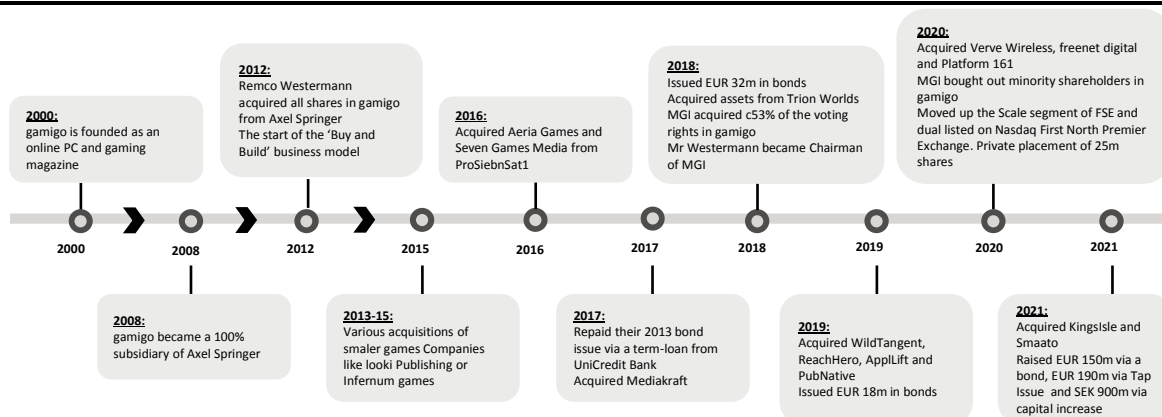 2000:
gamigo is founded as an
online PC and gaming
magazine
2012:
Remco Westermann
acquired all shares in gamigo
from Axel Springer
The start of the ‘Buy and
Build’ business model
2016:
Acquired Aeria Games and
Seven Games Media from
ProSiebnSat1
2018:
Issued EUR 32m in bonds
Acquired assets from Trion Worlds
MGI acquired c53% of the voting
rights in gamigo
Mr Westermann became Chairman
of MGI
2020:
Acquired Verve Wireless, freenet digital
and Platform 161
MGI bought out minority shareholders in
gamigo
Moved up the Scale segment of FSE and
dual listed on Nasdaq First North Premier
Exchange. Private placement of 25m
shares
2000
2008
2012
2015
2016
2017
2018
2019
2020
2021
2008:
gamigo became a 100%
subsidiary of Axel Springer
2013-15:
Various acquisitions of
smaler games Companies
like looki Publishing or
Infernum games
2017:
Repaid their 2013 bond
issue via a term-loan from
UniCredit Bank
Acquired Mediakraft
2019:
Acquired WildTangent,
ReachHero, ApplLift and
PubNative
Issued EUR 18m in bonds
2021:
Acquired KingsIsle and
Smaato
Raised EUR 150m via a
bond, EUR 190m via Tap
Issue and SEK 900m via
capital increase